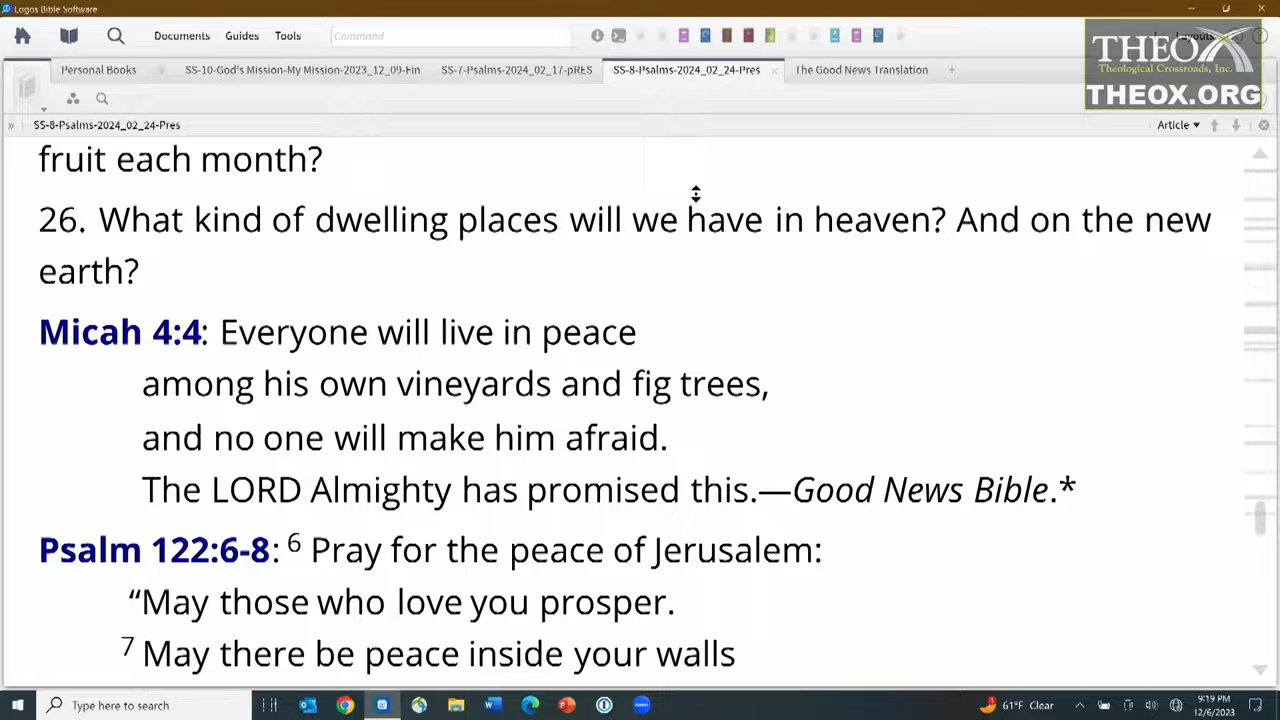 Logos Bible Software
Documents Guides Tools Command Layouts
THEOX
Theological Crossroads, Inc.
THEOX.ORG
Personal Books SS-10-God's Mission-My Mission-2023_12_09-Fin 2024_02_17-pRES SS-8-Psalms-2024_02_24-Pres The Good News Translation
SS-8-Psalms-2024_02_24-Pres Article
fruit each month?
26. What kind of dwelling places will we have in heaven? And on the new
earth?
Micah 4:4: Everyone will live in peace
among his own vineyards and fig trees,
and no one will make him afraid.
The LORD Almighty has promised this.—Good News Bible.*
Psalm 122:6-8: 6 Pray for the peace of Jerusalem:
“May those who love you prosper.
7 May there be peace inside your walls
Type here to search
61°F Clear
9:19 PM
12/6/2023